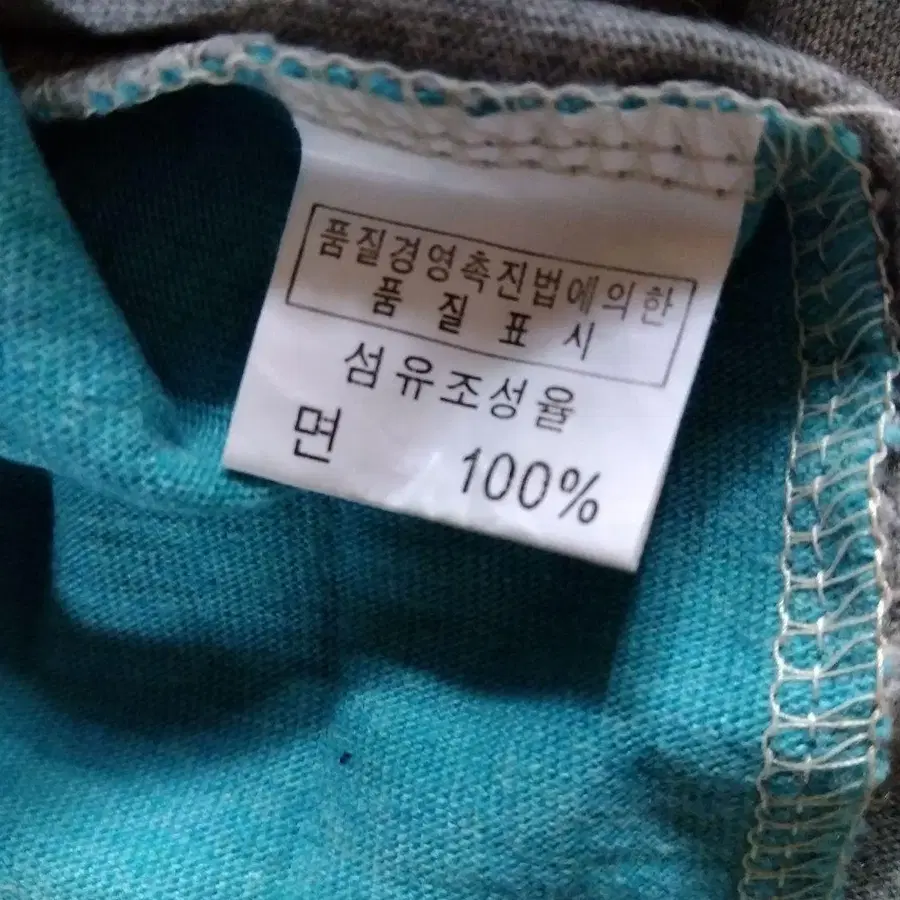 품질경영촉진법에의한
품 질 표 시
섬유조성율
면 100%